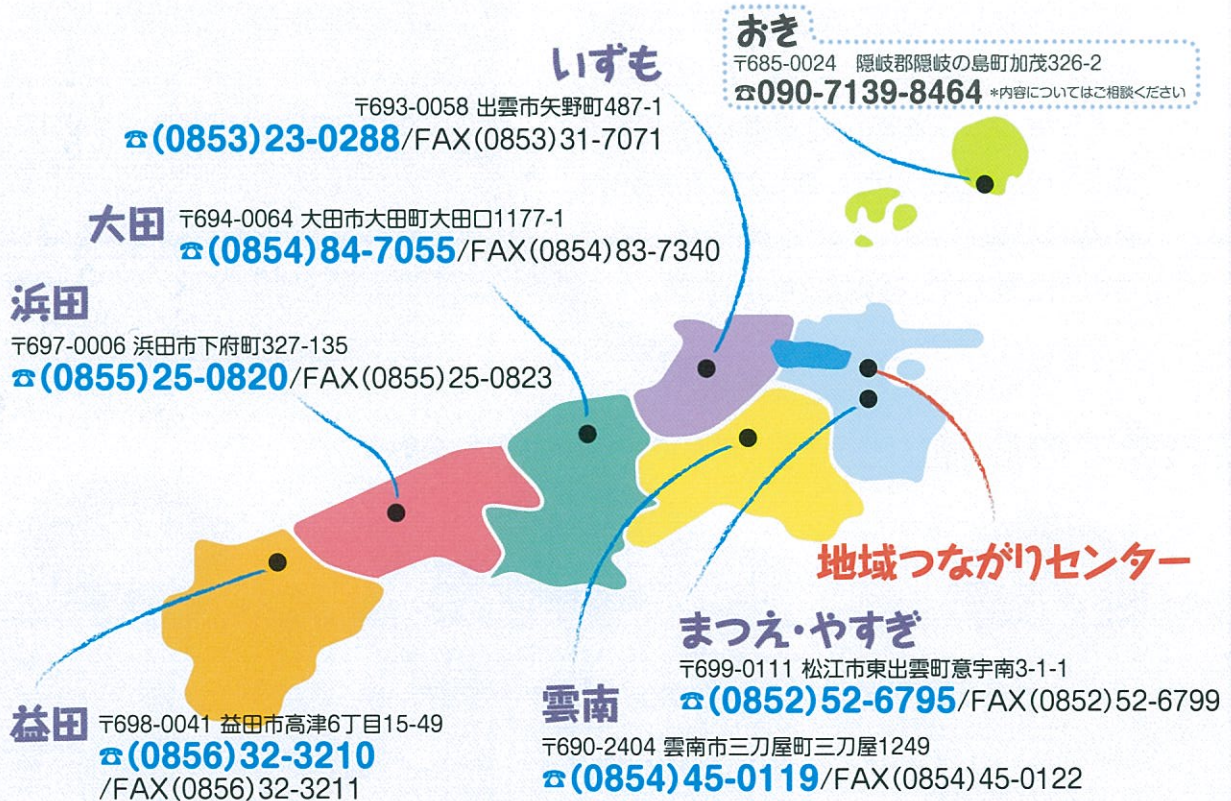 おき
〒685-0024 隠岐郡隠岐の島町加茂326-2
☎090-7139-8464 *内容についてはご相談ください
いずも
〒693-0058 出雲市矢野町487-1
☎(0853)23-0288/FAX(0853)31-7071
大田 〒694-0064 大田市大田町大田口1177-1
☎(0854)84-7055/FAX(0854)83-7340
浜田
〒697-0006 浜田市下府町327-135
☎(0855)25-0820/FAX(0855)25-0823
地域つながりセンター
まつえ・やすぎ
〒699-0111 松江市東出雲町意宇南3-1-1
☎(0852)52-6795/FAX(0852)52-6799
雲南
〒690-2404 雲南市三刀屋町三刀屋1249
☎(0854)45-0119/FAX(0854)45-0122
益田 〒698-0041 益田市高津6丁目15-49
☎(0856)32-3210
/FAX(0856)32-3211